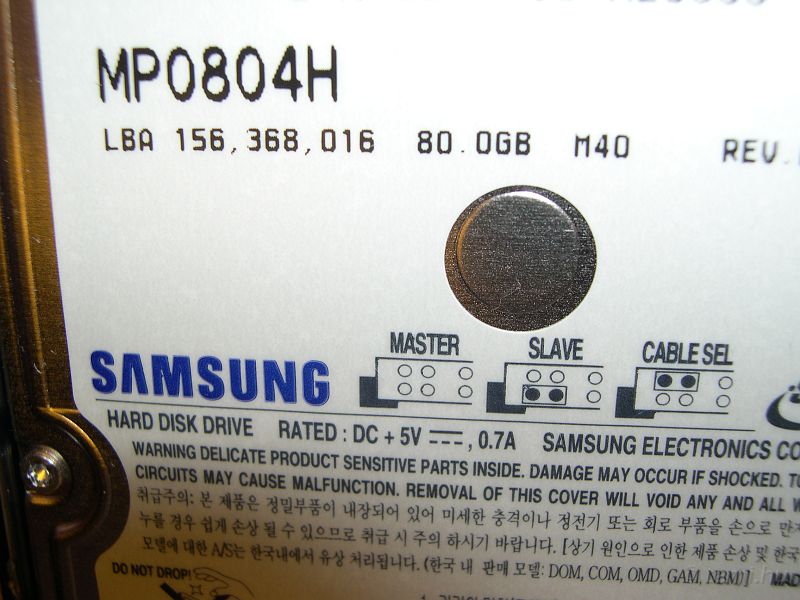 MP0804H
LBA 156,368,016 80.0GB M40 REV.
MASTER SLAVE CABLE SEL
SAMSUNG
HARD DISK DRIVE RATED : DC + 5V ⎓, 0.7A SAMSUNG ELECTRONICS CO
WARNING DELICATE PRODUCT SENSITIVE PARTS INSIDE. DAMAGE MAY OCCUR IF SHOCKED. TO
CIRCUITS MAY CAUSE MALFUNCTION. REMOVAL OF THIS COVER WILL VOID ANY AND ALL W
취급주의: 본 제품은 정밀부품이 내장되어 있어 미세한 충격이나 정전기 또는 회로 부품을 손으로 만지
누를 경우 쉽게 손상 될 수 있으므로 취급 시 주의 하시기 바랍니다. [상기 원인으로 인한 제품 손상 및 한국
모델에 대한 A/S는 한국내에서 유상 처리됩니다. (한국 내 판매 모델: DOM, COM, OMD, GAM, NBM)] MAD
DO NOT DROP!